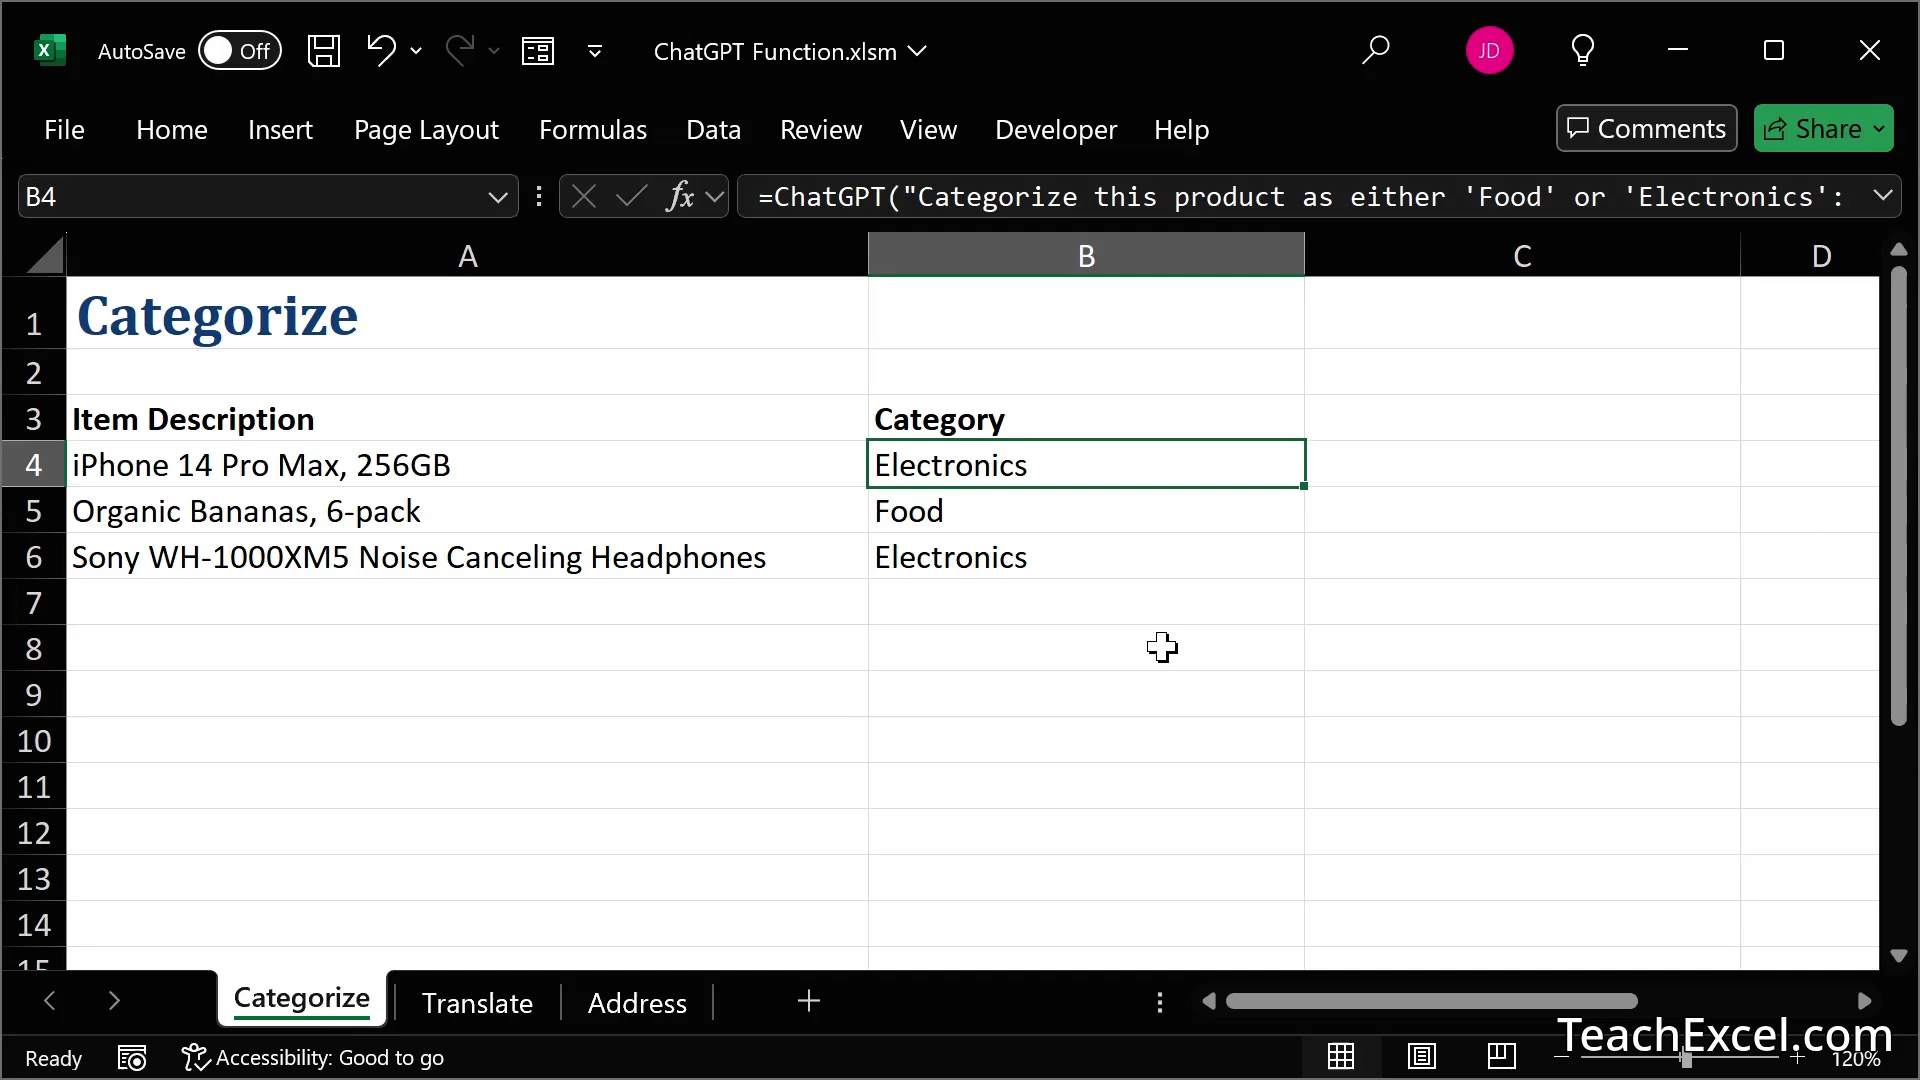 AutoSave Off ChatGPT Function.xlsm JD
File Home Insert Page Layout Formulas Data Review View Developer Help Comments Share
B4 fx =ChatGPT("Categorize this product as either 'Food' or 'Electronics':
A B C D
1 Categorize
2
3 Item Description Category
4 iPhone 14 Pro Max, 256GB Electronics
5 Organic Bananas, 6-pack Food
6 Sony WH-1000XM5 Noise Canceling Headphones Electronics
7
8
9
10
11
12
13
14
15
Categorize Translate Address
TeachExcel.com
Ready Accessibility: Good to go 120%